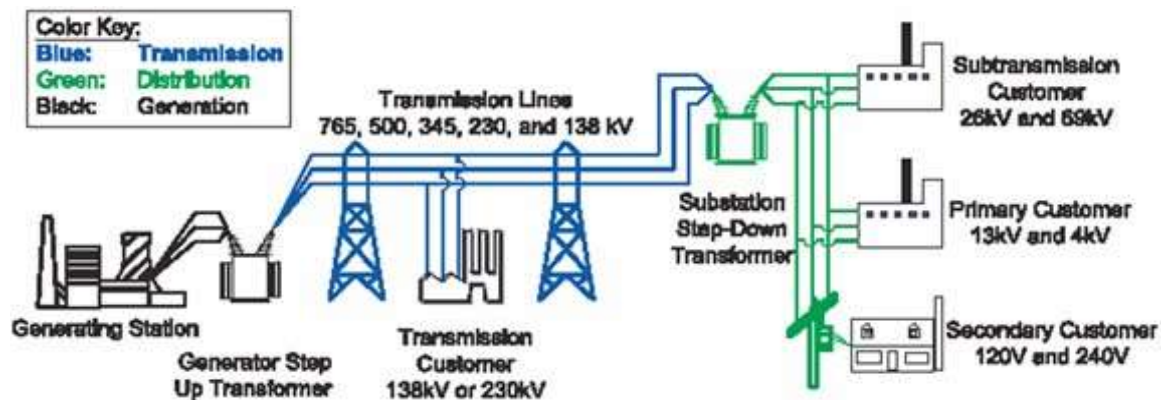 Color Key:
Blue: Transmission
Green: Distribution
Black: Generation
Transmission Lines
765, 500, 345, 230, and 138 kV
Subtransmission
Customer
26kV and 69kV
Substation
Step-Down
Transformer
Primary Customer
13kV and 4kV
Generating Station
Generator Step
Up Transformer
Transmission
Customer
138kV or 230kV
Secondary Customer
120V and 240V